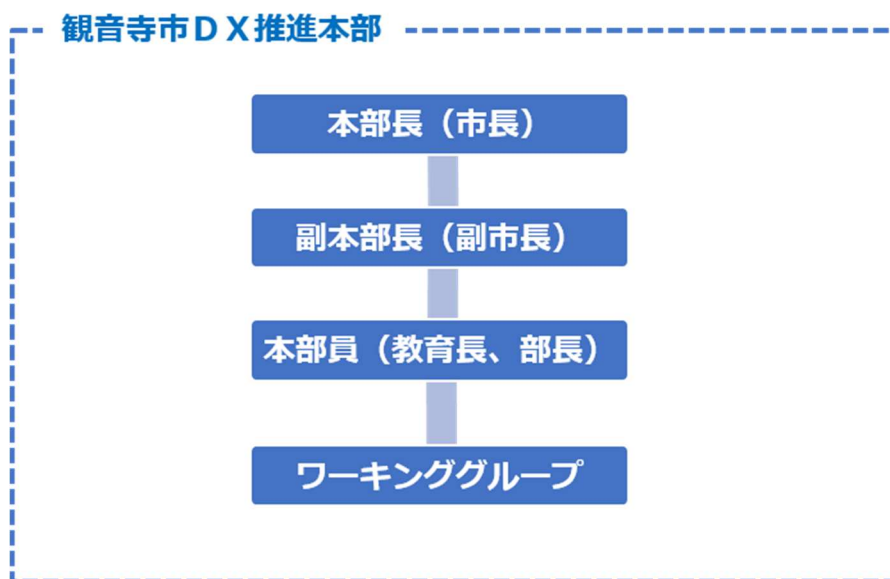 観音寺市ＤＸ推進本部
本部長（市長）
副本部長（副市長）
本部員（教育長、部長）
ワーキンググループ